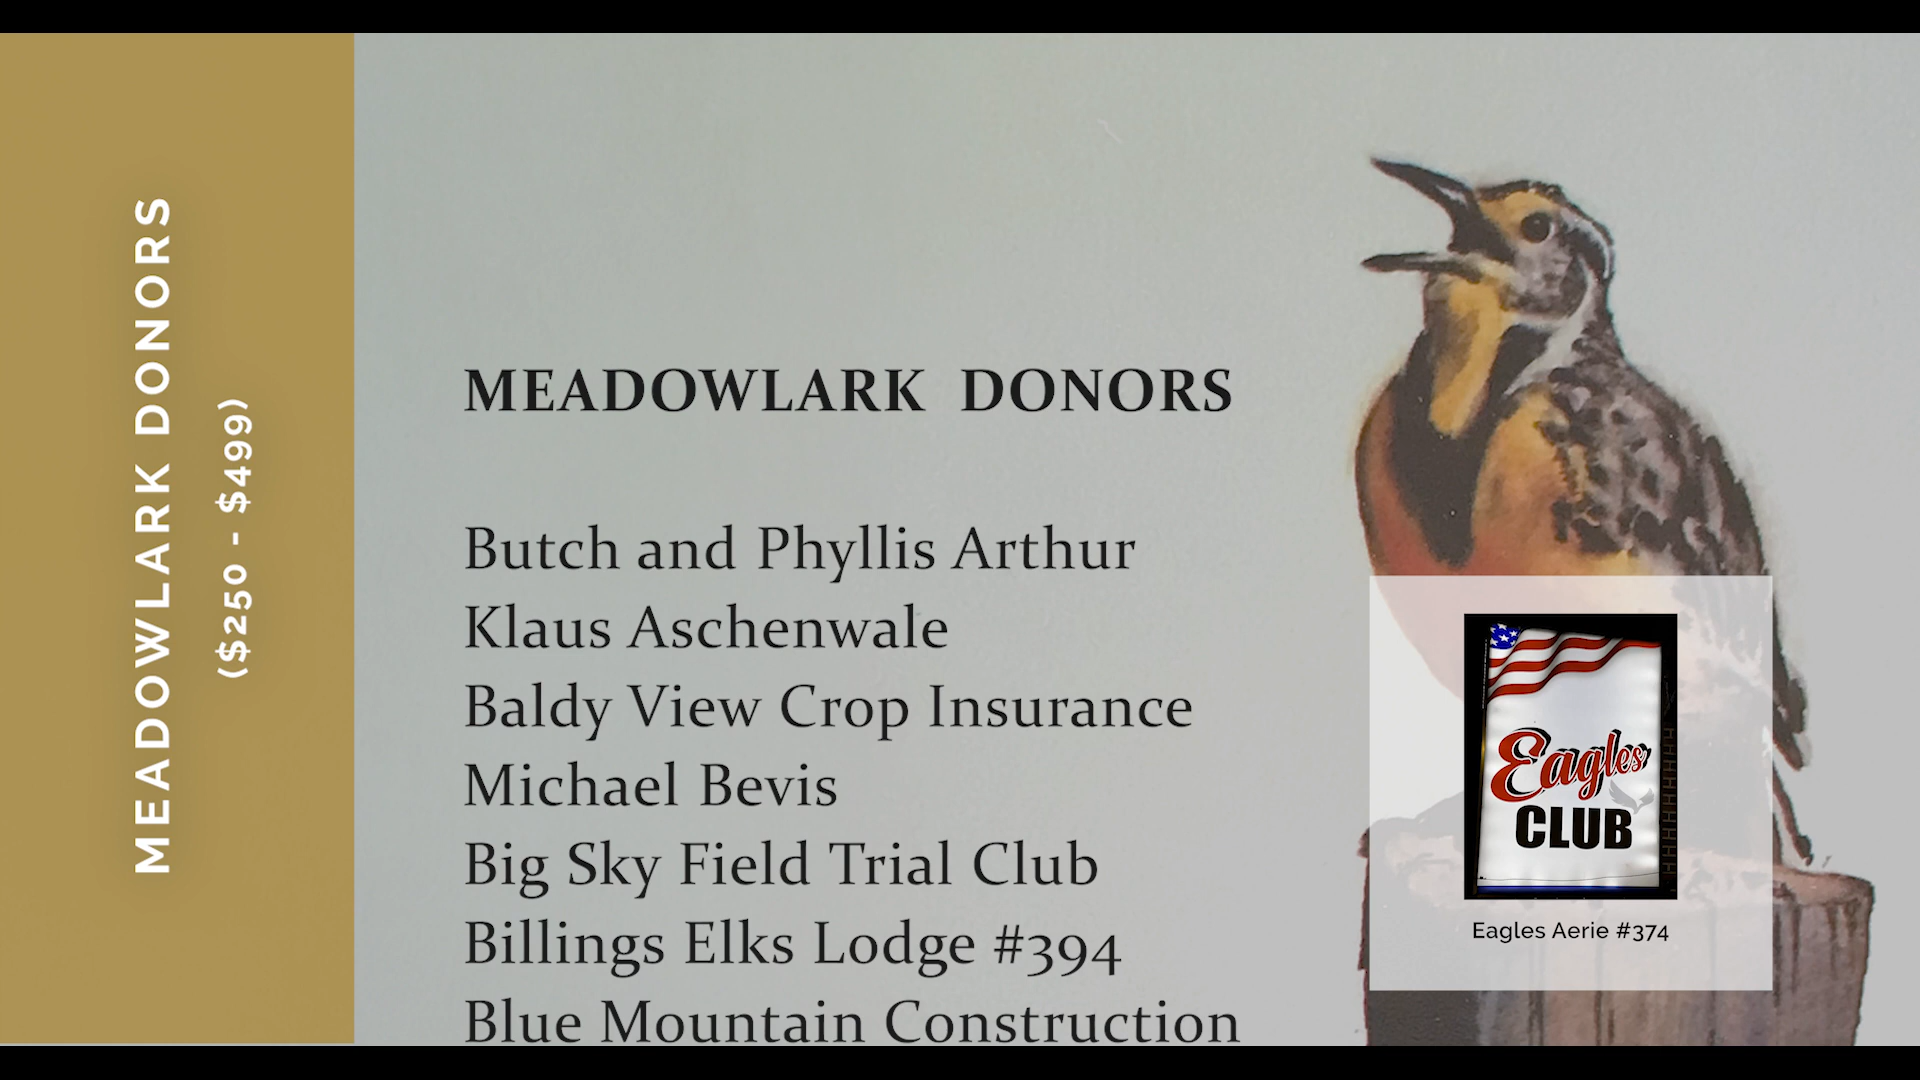 MEADOWLARK DONORS
($250 - $499)
MEADOWLARK DONORS
Butch and Phyllis Arthur
Klaus Aschenwale
Baldy View Crop Insurance
Michael Bevis
Big Sky Field Trial Club
Billings Elks Lodge #394
Blue Mountain Construction
Eagles
CLUB
Eagles Aerie #374